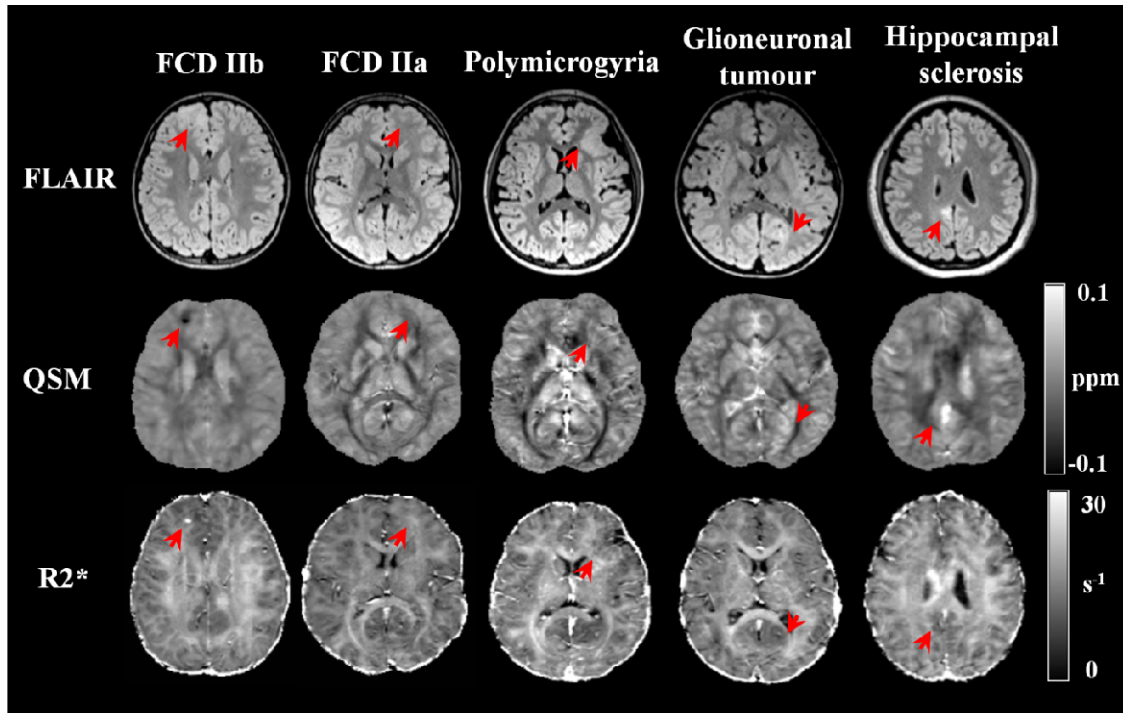 FCD IIb
FCD IIa
Polymicrogyria
Glioneuronal
tumour
Hippocampal
sclerosis
FLAIR
QSM
0.1
ppm
-0.1
R2*
30
s-1
0